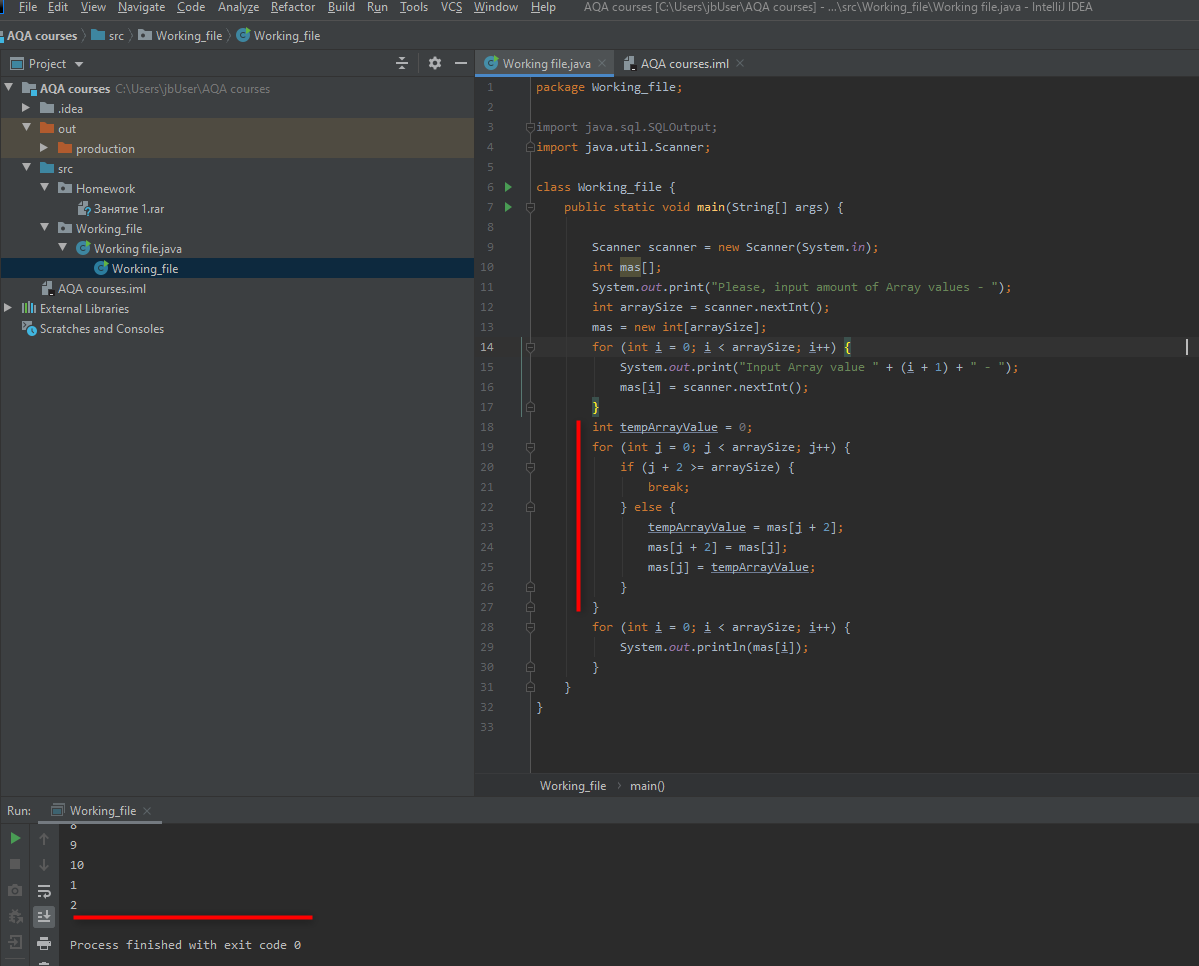 File Edit View Navigate Code Analyze Refactor Build Run Tools VCS Window Help AQA courses [C:\Users\jbUser\AQA courses] - ...\src\Working_file\Working file.java - IntelliJ IDEA
AQA courses src Working_file Working_file
Project
Working file.java AQA courses.iml
AQA courses C:\Users\jbUser\AQA courses
.idea
out
production
src
Homework
Занятие 1.rar
Working_file
Working file.java
Working_file
AQA courses.iml
External Libraries
Scratches and Consoles
1 package Working_file;
2
3 import java.sql.SQLOutput;
4 import java.util.Scanner;
5
6 class Working_file {
7 public static void main(String[] args) {
8
9 Scanner scanner = new Scanner(System.in);
10 int mas[];
11 System.out.print("Please, input amount of Array values - ");
12 int arraySize = scanner.nextInt();
13 mas = new int[arraySize];
14 for (int i = 0; i < arraySize; i++) {
15 System.out.print("Input Array value " + (i + 1) + " - ");
16 mas[i] = scanner.nextInt();
17 }
18 int tempArrayValue = 0;
19 for (int j = 0; j < arraySize; j++) {
20 if (j + 2 >= arraySize) {
21 break;
22 } else {
23 tempArrayValue = mas[j + 2];
24 mas[j + 2] = mas[j];
25 mas[j] = tempArrayValue;
26 }
27 }
28 for (int i = 0; i < arraySize; i++) {
29 System.out.println(mas[i]);
30 }
31 }
32 }
33
Working_file main()
Run: Working_file
8
9
10
1
2
Process finished with exit code 0